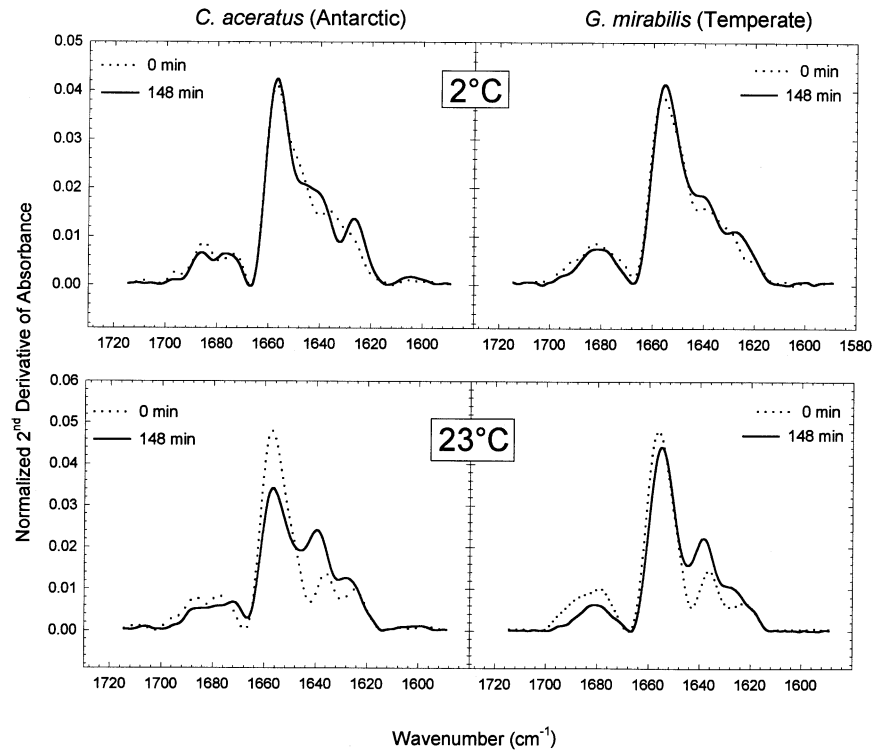 C. aceratus (Antarctic)
G. mirabilis (Temperate)
Normalized 2nd Derivative of Absorbance
0.05
0.04
0.03
0.02
0.01
0.00
0 min
148 min
2°C
0 min
148 min
1720 1700 1680 1660 1640 1620 1600
1720 1700 1680 1660 1640 1620 1600 1580
0.06
0.05
0.04
0.03
0.02
0.01
0.00
0 min
148 min
23°C
0 min
148 min
1720 1700 1680 1660 1640 1620 1600
1720 1700 1680 1660 1640 1620 1600
Wavenumber (cm-1)